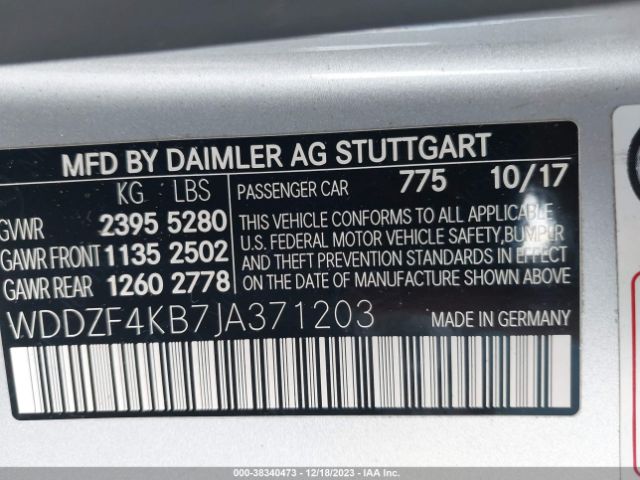 MFD BY DAIMLER AG STUTTGART
KG LBS
GVWR 2395 5280
GAWR FRONT 1135 2502
GAWR REAR 1260 2778
PASSENGER CAR 775 10/17
THIS VEHICLE CONFORMS TO ALL APPLICABLE
U.S. FEDERAL MOTOR VEHICLE SAFETY, BUMPER
AND THEFT PREVENTION STANDARDS IN EFFECT
ON THE DATE OF MANUFACTURE SHOWN ABOVE.
WDDZF4KB7JA371203 MADE IN GERMANY
000-38340473 - 12/18/2023 - IAA Inc.